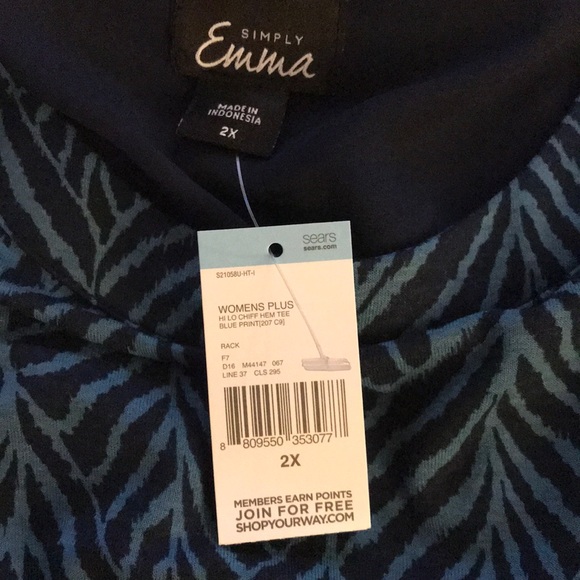 SIMPLY
Emma
MADE IN
INDONESIA
2X
sears
sears.com
S21058U-HT-I
WOMENS PLUS
HI LO CHIFF HEM TEE
BLUE PRINT[207 C9]
RACK
F7
D16 M44147 067
LINE 37 CLS 295
8 809550 353077
2X
MEMBERS EARN POINTS
JOIN FOR FREE
SHOPYOURWAY.COM